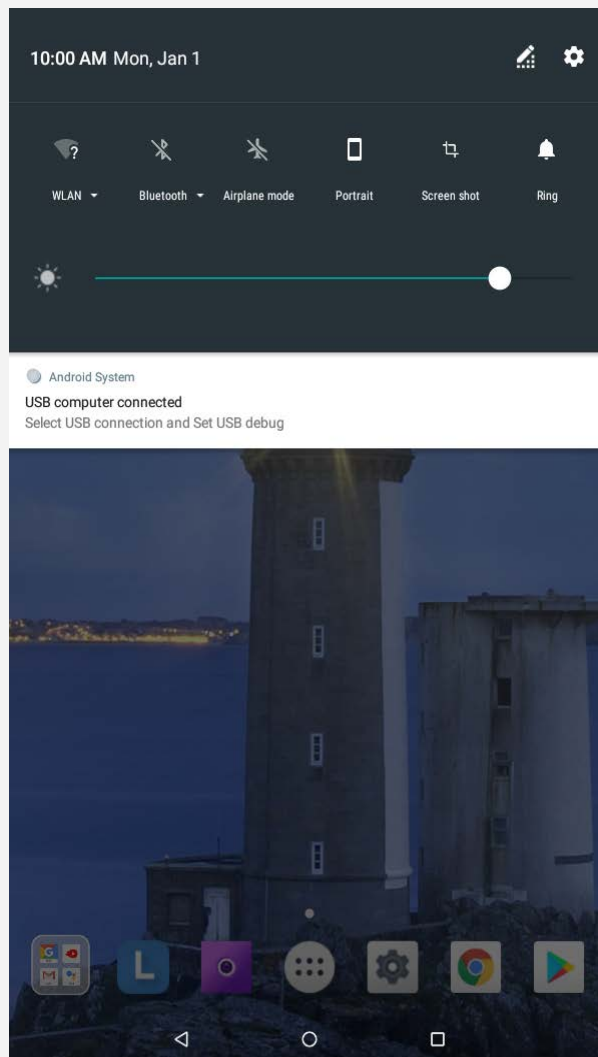 10:00 AM Mon, Jan 1
?
WLAN
Bluetooth
Airplane mode
Portrait
Screen shot
Ring
Android System
USB computer connected
Select USB connection and Set USB debug
L